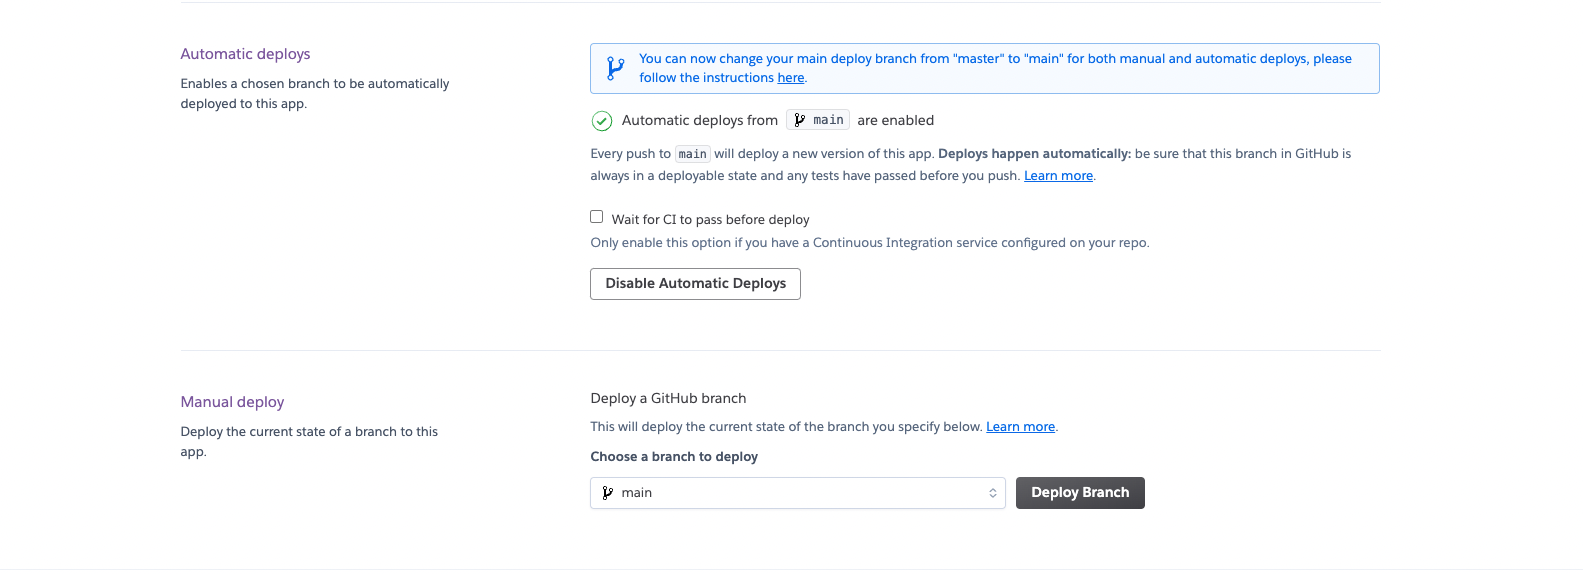 Automatic deploys
Enables a chosen branch to be automatically
deployed to this app.
You can now change your main deploy branch from "master" to "main" for both manual and automatic deploys, please
follow the instructions here.
Automatic deploys from main are enabled
Every push to main will deploy a new version of this app. Deploys happen automatically: be sure that this branch in GitHub is
always in a deployable state and any tests have passed before you push. Learn more.
Wait for CI to pass before deploy
Only enable this option if you have a Continuous Integration service configured on your repo.
Disable Automatic Deploys
Manual deploy
Deploy the current state of a branch to this
app.
Deploy a GitHub branch
This will deploy the current state of the branch you specify below. Learn more.
Choose a branch to deploy
main
Deploy Branch